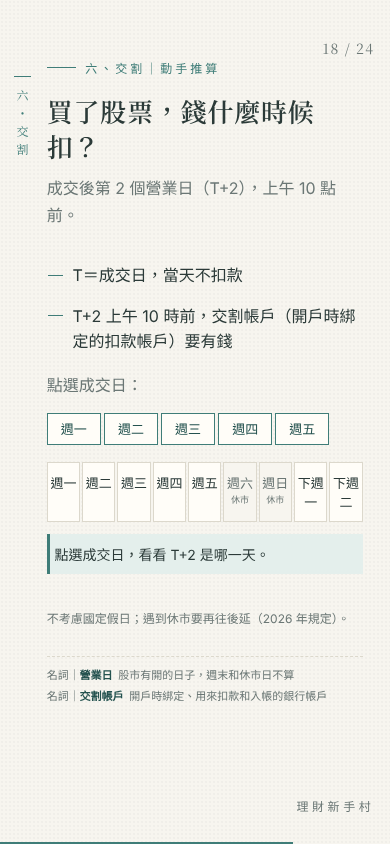 18 / 24
六、交割｜動手推算
六・交割
買了股票，錢什麼時候
扣？
成交後第 2 個營業日（T+2），上午 10 點
前。
— T＝成交日，當天不扣款
— T+2 上午 10 時前，交割帳戶（開戶時綁
定的扣款帳戶）要有錢
點選成交日：
週一 週二 週三 週四 週五
週一 週二 週三 週四 週五 週六 休市 週日 休市 下週一 下週二
點選成交日，看看 T+2 是哪一天。
不考慮國定假日；遇到休市要再往後延（2026 年規定）。
名詞｜營業日 股市有開的日子，週末和休市日不算
名詞｜交割帳戶 開戶時綁定、用來扣款和入帳的銀行帳戶
理財新手村